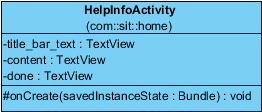 HelpInfoActivity
(com::sit::home)
-title_bar_text : TextView
-content : TextView
-done : TextView
#onCreate(savedInstanceState : Bundle) : void